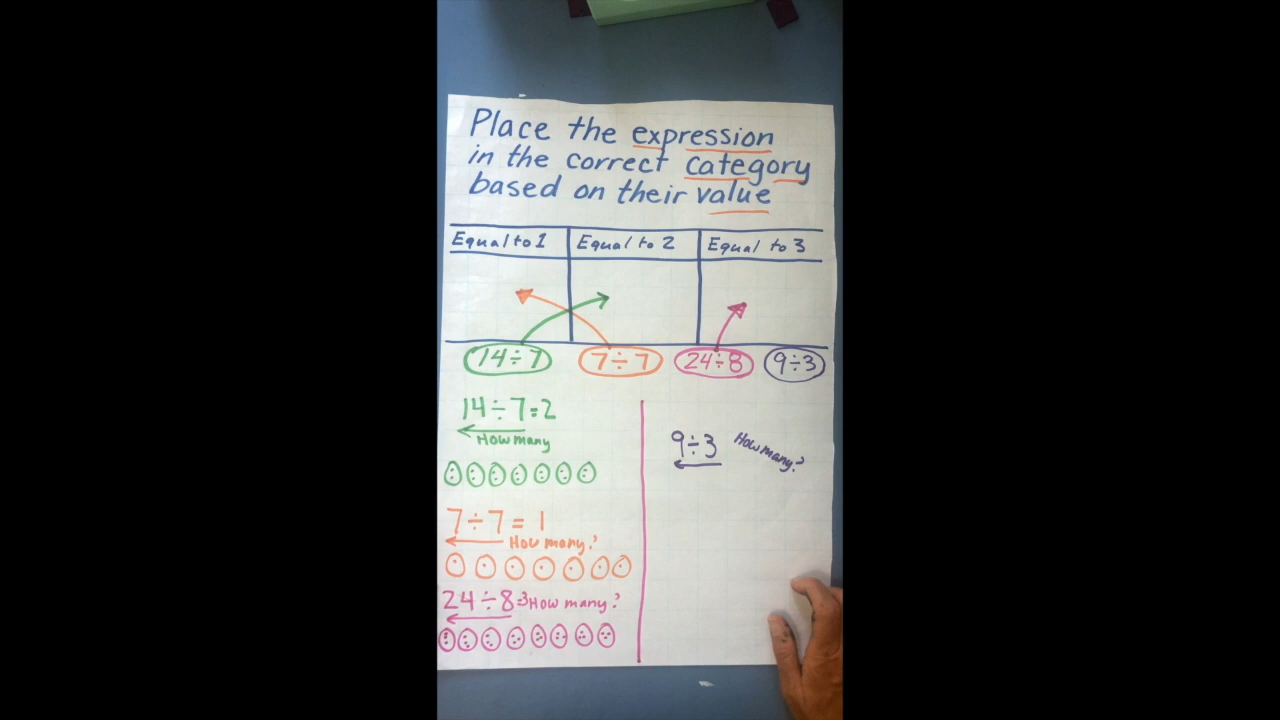 Place the expression
in the correct category
based on their value
Equal to 1 Equal to 2 Equal to 3
14÷7 7÷7 24÷8 9÷3
14÷7=2
How many
7÷7=1
How many?
24÷8=3 How many?
9÷3 How many?